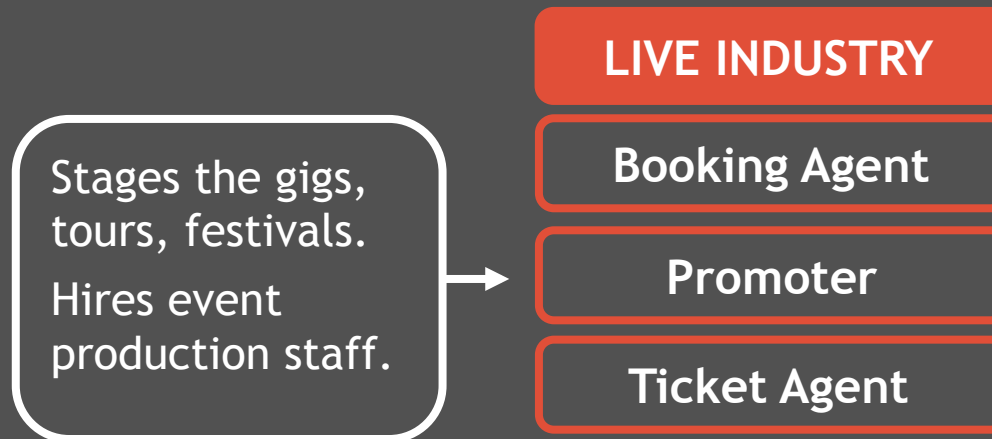 LIVE INDUSTRY
Booking Agent
Stages the gigs,
tours, festivals.
Hires event
production staff.
Promoter
Ticket Agent